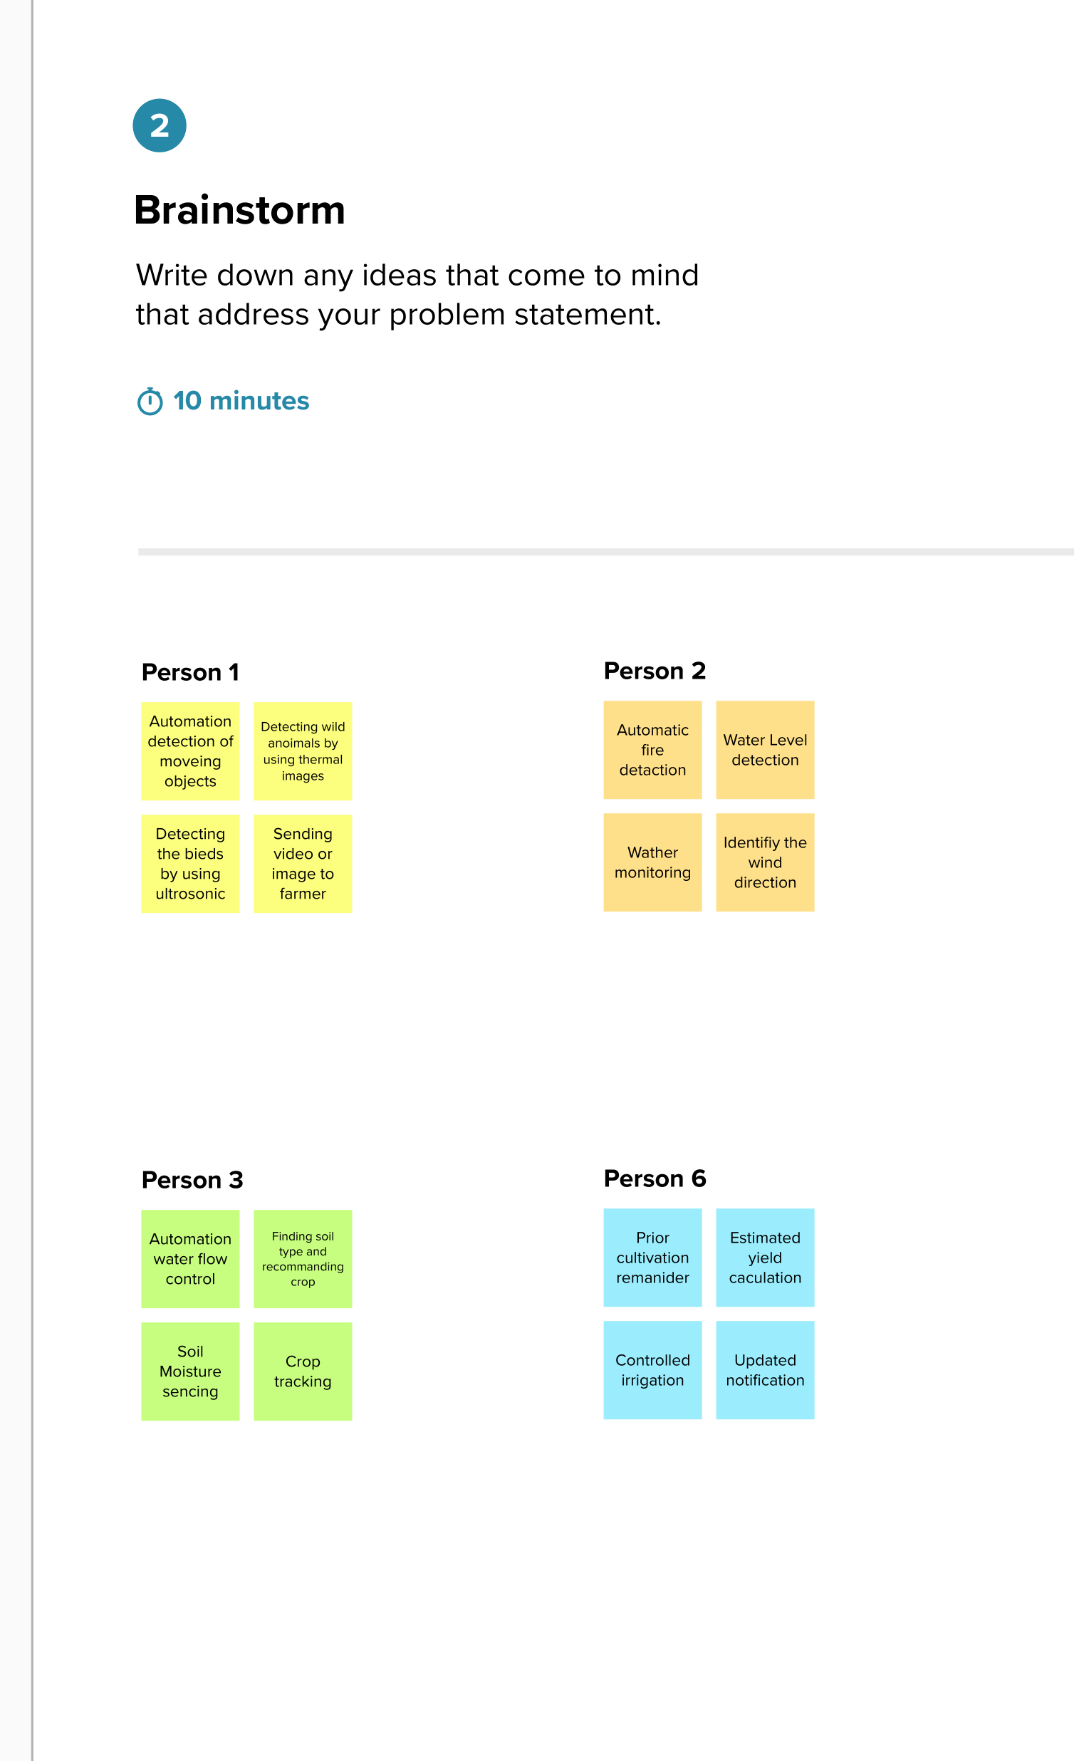 2
Brainstorm
Write down any ideas that come to mind
that address your problem statement.
10 minutes
Person 1
Automation
detection of
moveing
objects
Detecting wild
anoimals by
using thermal
images
Detecting
the bieds
by using
ultrosonic
Sending
video or
image to
farmer
Person 2
Automatic
fire
detaction
Water Level
detection
Wather
monitoring
Identifiy the
wind
direction
Person 3
Automation
water flow
control
Finding soil
type and
recommanding
crop
Soil
Moisture
sencing
Crop
tracking
Person 6
Prior
cultivation
remanider
Estimated
yield
caculation
Controlled
irrigation
Updated
notification